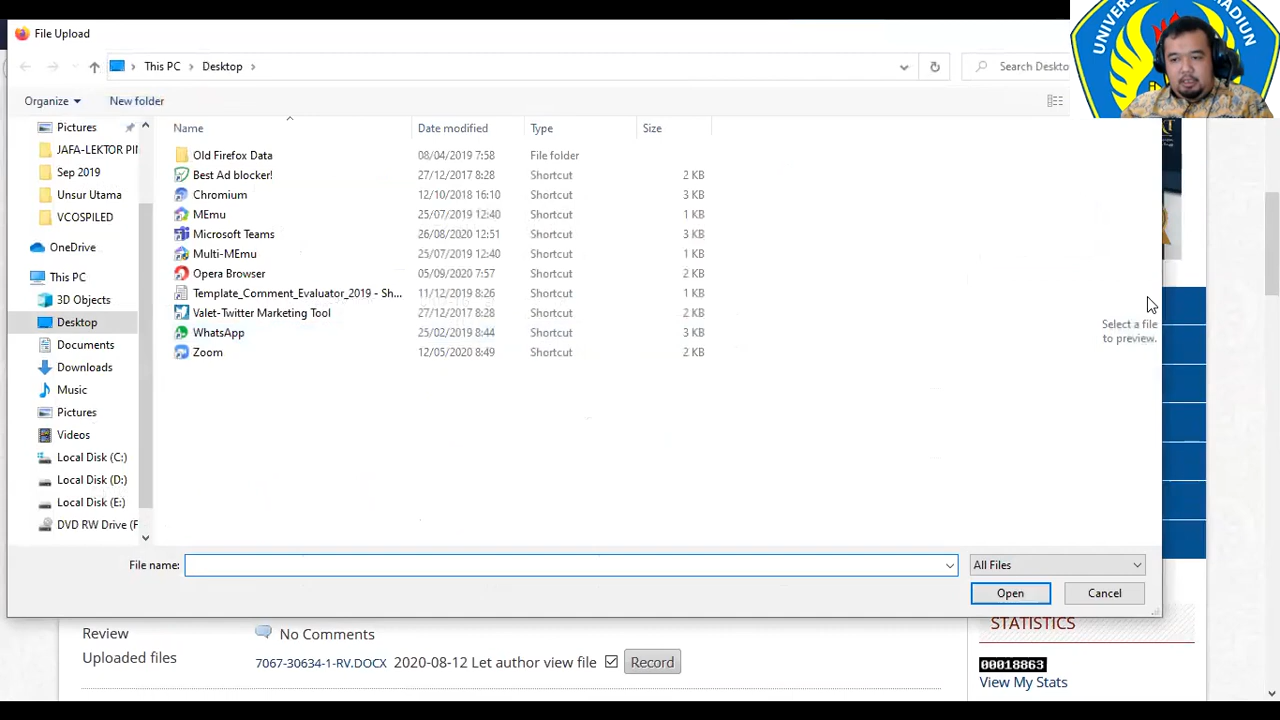 File Upload
This PC > Desktop >
Search Deskto
Organize
New folder
Pictures
JAFA-LEKTOR PI
Sep 2019
Unsur Utama
VCOSPILED
OneDrive
This PC
3D Objects
Desktop
Documents
Downloads
Music
Pictures
Videos
Local Disk (C:)
Local Disk (D:)
Local Disk (E:)
DVD RW Drive (F
Name Date modified Type Size
Old Firefox Data 08/04/2019 7:58 File folder
Best Ad blocker! 27/12/2017 8:28 Shortcut 2 KB
Chromium 12/10/2018 16:10 Shortcut 3 KB
MEmu 25/07/2019 12:40 Shortcut 1 KB
Microsoft Teams 26/08/2020 12:51 Shortcut 3 KB
Multi-MEmu 25/07/2019 12:40 Shortcut 1 KB
Opera Browser 05/09/2020 7:57 Shortcut 2 KB
Template_Comment_Evaluator_2019 - Sh... 11/12/2019 8:26 Shortcut 1 KB
Valet-Twitter Marketing Tool 27/12/2017 8:28 Shortcut 2 KB
WhatsApp 25/02/2019 8:44 Shortcut 3 KB
Zoom 12/05/2020 8:49 Shortcut 2 KB
Select a file
to preview.
File name:
All Files
Open
Cancel
Review
No Comments
Uploaded files
7067-30634-1-RV.DOCX 2020-08-12 Let author view file
Record
STATISTICS
00018863
View My Stats